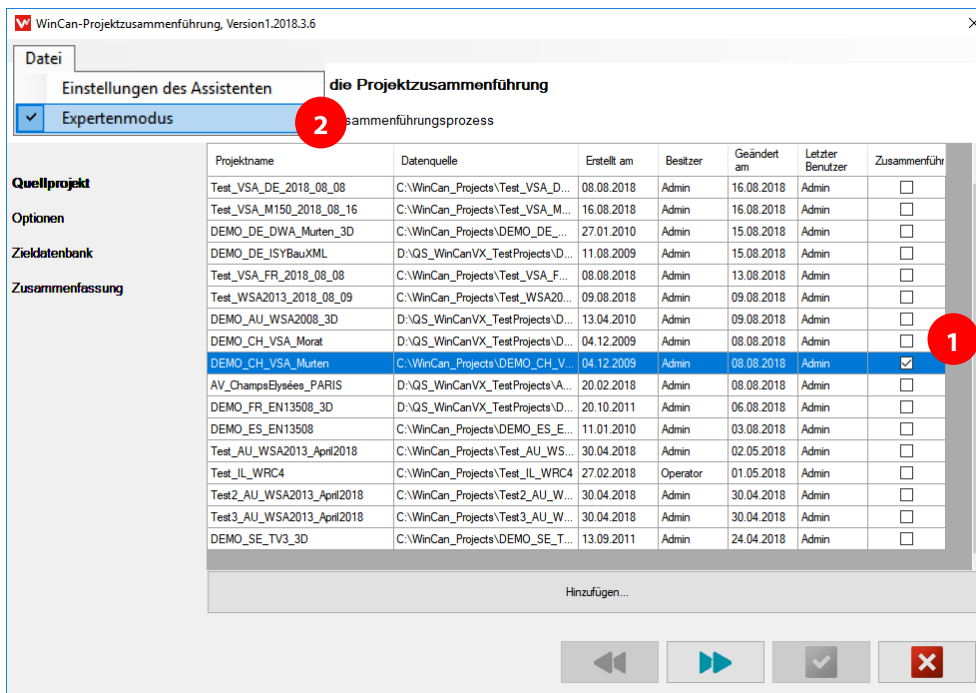 WinCan-Projektzusammenführung, Version1.2018.3.6
Datei
Einstellungen des Assistenten
Expertenmodus
2
die Projektzusammenführung
sammenführungsprozess
Quellprojekt
Optionen
Zieldatenbank
Zusammenfassung
Projektname Datenquelle Erstellt am Besitzer Geändert am Letzter Benutzer Zusammenführ
Test_VSA_DE_2018_08_08 C:\WinCan_Projects\Test_VSA_D... 08.08.2018 Admin 16.08.2018 Admin
Test_VSA_M150_2018_08_16 C:\WinCan_Projects\Test_VSA_M... 16.08.2018 Admin 16.08.2018 Admin
DEMO_DE_DWA_Murten_3D C:\WinCan_Projects\DEMO_DE_... 27.01.2010 Admin 15.08.2018 Admin
DEMO_DE_ISYBauXML D:\QS_WinCanVX_TestProjects\D... 11.08.2009 Admin 15.08.2018 Admin
Test_VSA_FR_2018_08_08 C:\WinCan_Projects\Test_VSA_F... 08.08.2018 Admin 13.08.2018 Admin
Test_WSA2013_2018_08_09 C:\WinCan_Projects\Test_WSA20... 09.08.2018 Admin 09.08.2018 Admin
DEMO_AU_WSA2008_3D D:\QS_WinCanVX_TestProjects\D... 13.04.2010 Admin 09.08.2018 Admin
DEMO_CH_VSA_Morat D:\QS_WinCanVX_TestProjects\D... 04.12.2009 Admin 08.08.2018 Admin
1
DEMO_CH_VSA_Murten C:\WinCan_Projects\DEMO_CH_V... 04.12.2009 Admin 08.08.2018 Admin
AV_ChampsElysées_PARIS D:\QS_WinCanVX_TestProjects\A... 20.02.2018 Admin 08.08.2018 Admin
DEMO_FR_EN13508_3D D:\QS_WinCanVX_TestProjects\D... 20.10.2011 Admin 06.08.2018 Admin
DEMO_ES_EN13508 C:\WinCan_Projects\DEMO_ES_E... 11.01.2010 Admin 03.08.2018 Admin
Test_AU_WSA2013_April2018 C:\WinCan_Projects\Test_AU_WS... 30.04.2018 Admin 02.05.2018 Admin
Test_IL_WRC4 C:\WinCan_Projects\Test_IL_WRC4 27.02.2018 Operator 01.05.2018 Admin
Test2_AU_WSA2013_April2018 C:\WinCan_Projects\Test2_AU_W... 30.04.2018 Admin 30.04.2018 Admin
Test3_AU_WSA2013_April2018 C:\WinCan_Projects\Test3_AU_W... 30.04.2018 Admin 30.04.2018 Admin
DEMO_SE_TV3_3D C:\WinCan_Projects\DEMO_SE_T... 13.09.2011 Admin 24.04.2018 Admin
Hinzufügen...